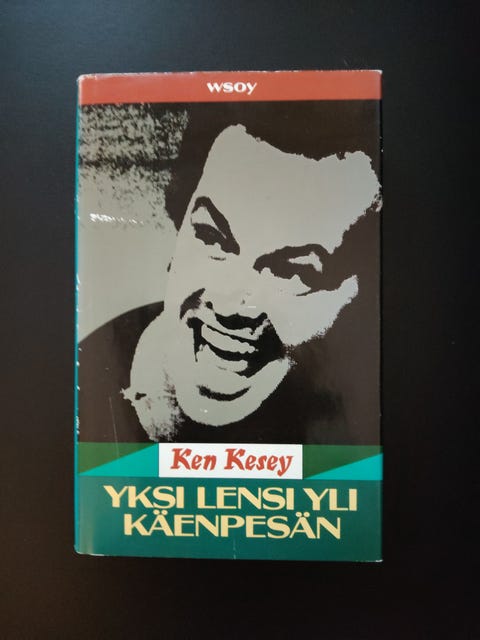 wsoy
Ken Kesey
YKSI LENSI YLI
KÄENPESÄN